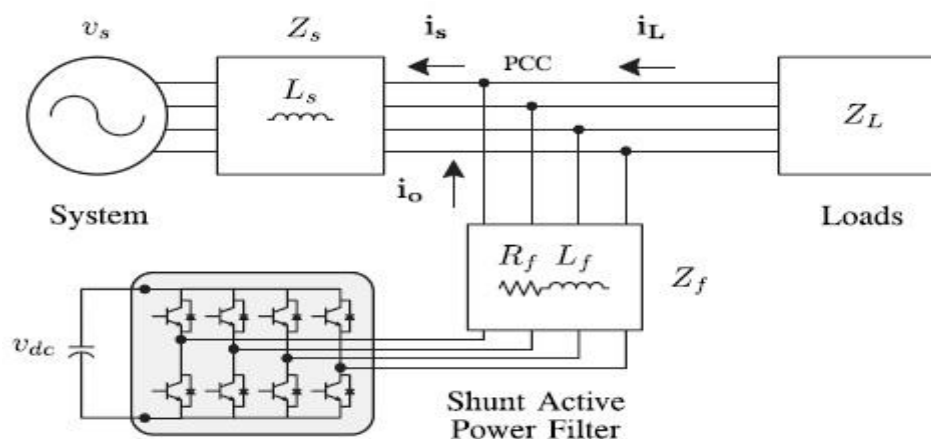 v_s
Z_s
i_s
i_L
PCC
L_s
Z_L
i_o
System
Loads
R_f L_f
Z_f
v_dc
Shunt Active
Power Filter